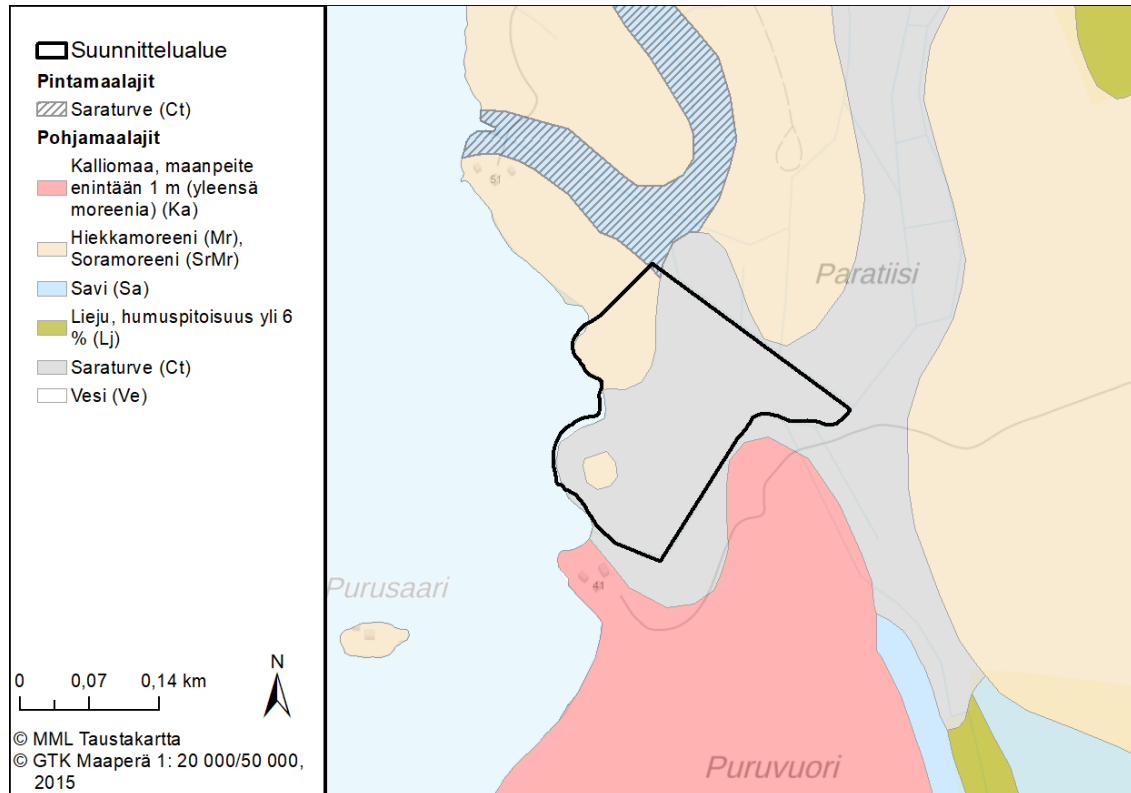 Suunnittelualue
Pintamaalajit
Saraturve (Ct)
Pohjamaalajit
Kalliomaa, maanpeite
enintään 1 m (yleensä
moreenia) (Ka)
Hiekkamoreeni (Mr),
Soramoreeni (SrMr)
Savi (Sa)
Lieju, humuspitoisuus yli 6
% (Lj)
Saraturve (Ct)
Vesi (Ve)
N
0 0,07 0,14 km
© MML Taustakartta
© GTK Maaperä 1: 20 000/50 000,
2015
51
Paratiisi
41
Purusaari
Puruvuori